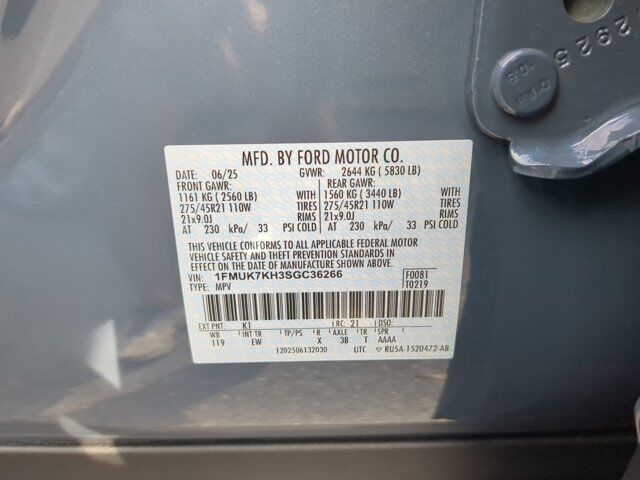 2925
MFD. BY FORD MOTOR CO.
DATE: 06/25 GVWR: 2644 KG ( 5830 LB)
FRONT GAWR: REAR GAWR:
1161 KG ( 2560 LB) WITH 1560 KG ( 3440 LB) WITH
275/45R21 110W TIRES 275/45R21 110W TIRES
21x9.0J RIMS 21x9.0J RIMS
AT 230 kPa/ 33 PSI COLD AT 230 kPa/ 33 PSI COLD
THIS VEHICLE CONFORMS TO ALL APPLICABLE FEDERAL MOTOR
VEHICLE SAFETY AND THEFT PREVENTION STANDARDS IN EFFECT
ON THE DATE OF MANUFACTURE SHOWN ABOVE.
VIN: 1FMUK7KH3SGC36266 F0081
TYPE: MPV T0219
EXT PNT: K1 RC: 21 DSO:
WB INT TR TP/PS R AXLE TR SPR
119 EW X 3B T AAAA
1202506132030 UTC RU5A-1520472-AB